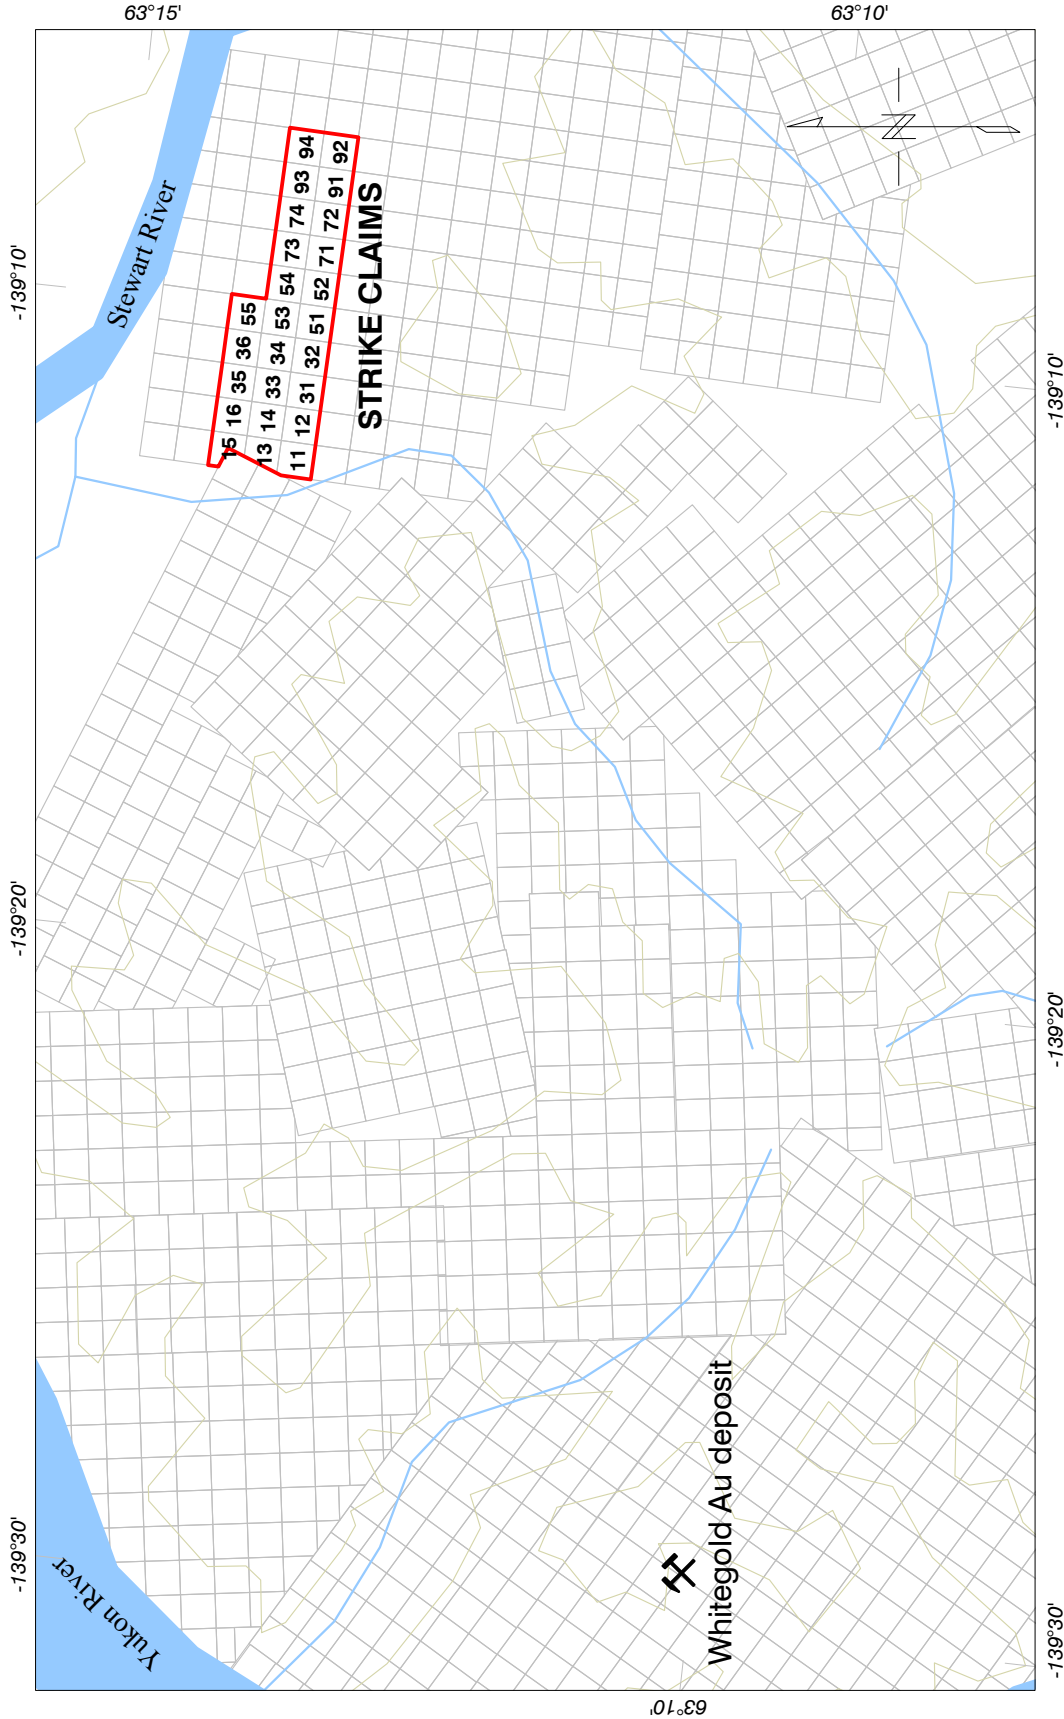 -139°30'
-139°20'
-139°10'
63°15'
Yukon River
Stewart River
15 16 35 36 55
13 14 33 34 53 54 73 74 93 94
11 12 31 32 51 52 71 72 91 92
STRIKE CLAIMS
Whitegold Au deposit
63°10'
63°10'
N
-139°30'
-139°20'
-139°10'